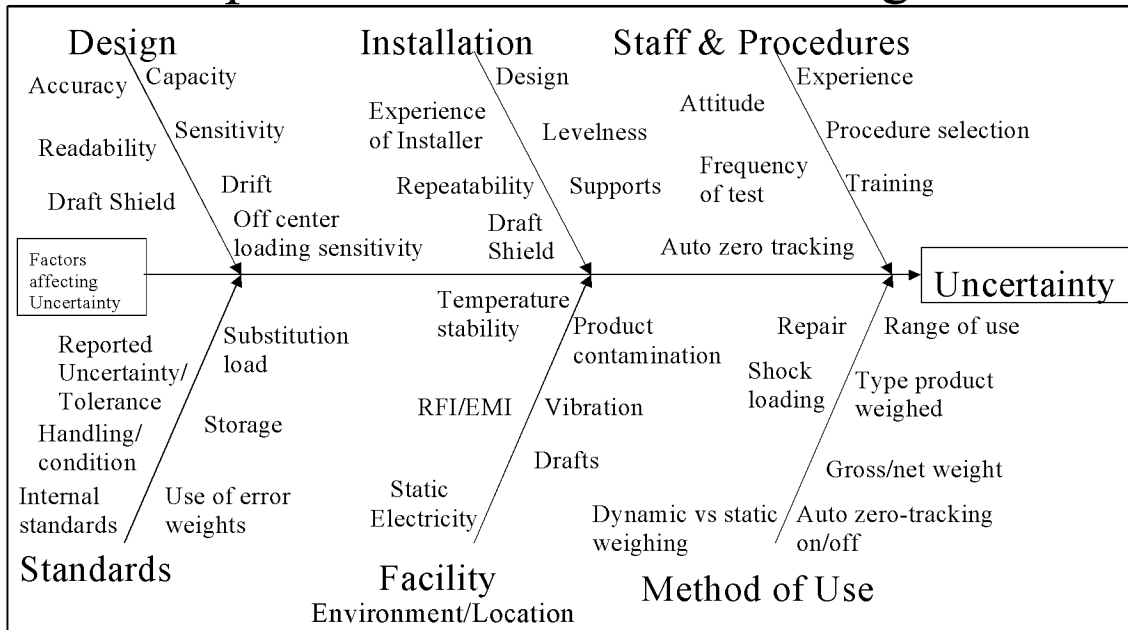 Design
Accuracy
Capacity
Sensitivity
Readability
Drift
Draft Shield
Off center
loading sensitivity
Installation
Design
Experience
of Installer
Levelness
Repeatability
Supports
Draft
Shield
Staff & Procedures
Experience
Attitude
Procedure selection
Frequency
of test
Training
Auto zero tracking
Factors
affecting
Uncertainty
Uncertainty
Substitution
load
Reported
Uncertainty/
Tolerance
Storage
Handling/
condition
Internal
standards
Use of error
weights
Standards
Temperature
stability
Product
contamination
RFI/EMI
Vibration
Drafts
Static
Electricity
Facility
Environment/Location
Repair
Range of use
Shock
loading
Type product
weighed
Gross/net weight
Dynamic vs static
weighing
Auto zero-tracking
on/off
Method of Use